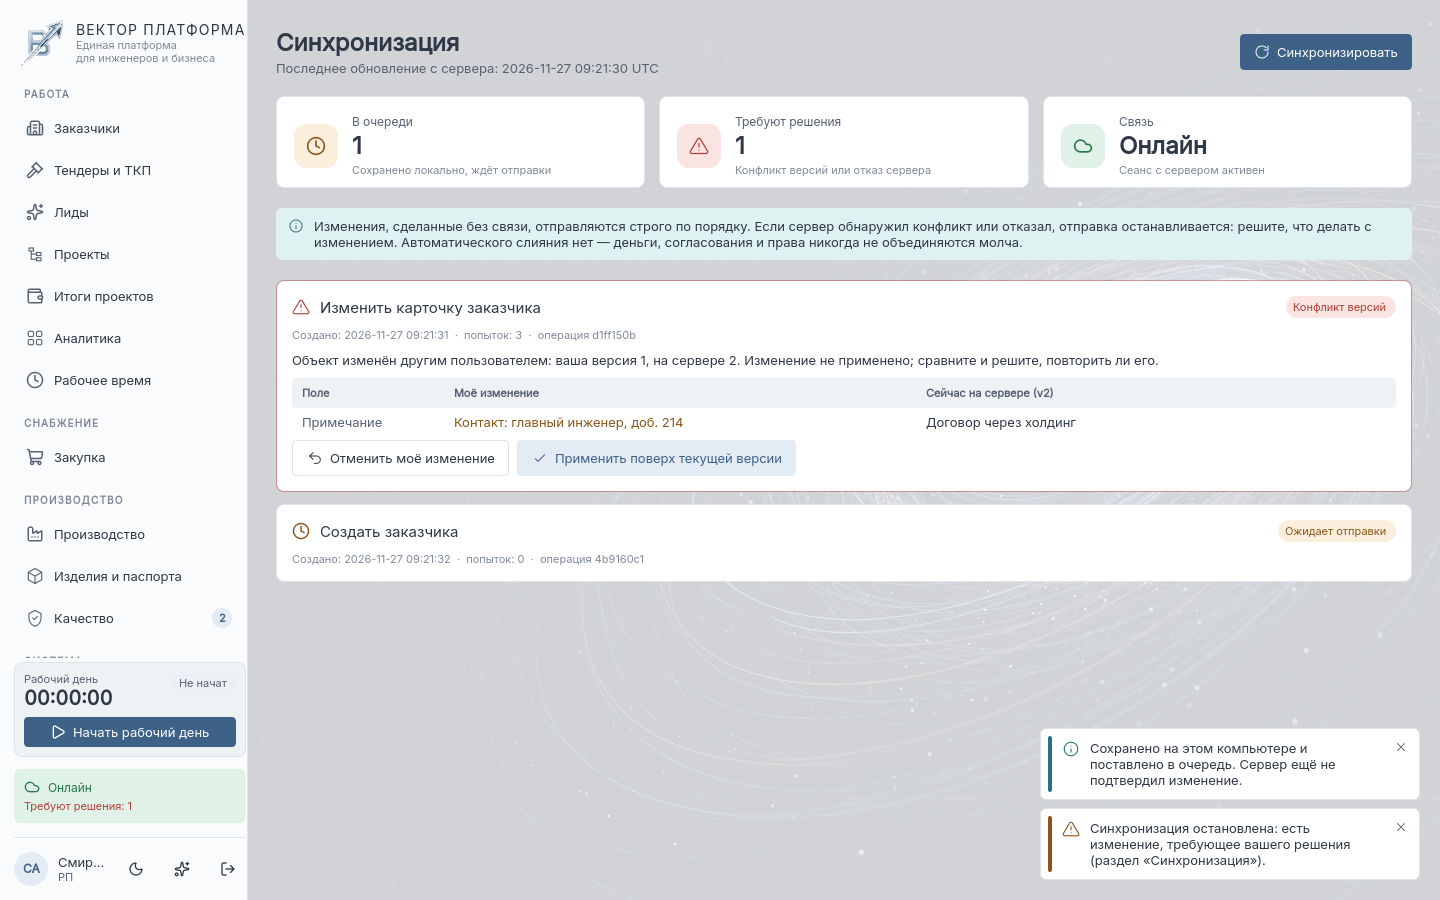 ВЕКТОР ПЛАТФОРМА
Единая платформа
для инженеров и бизнеса
РАБОТА
Заказчики
Тендеры и ТКП
Лиды
Проекты
Итоги проектов
Аналитика
Рабочее время
СНАБЖЕНИЕ
Закупка
ПРОИЗВОДСТВО
Производство
Изделия и паспорта
Качество 2
Рабочий день
Не начат
00:00:00
Начать рабочий день
Онлайн
Требуют решения: 1
СА
Смир...
РП
Синхронизация
Последнее обновление с сервера: 2026-11-27 09:21:30 UTC
Синхронизировать
В очереди
1
Сохранено локально, ждёт отправки
Требуют решения
1
Конфликт версий или отказ сервера
Связь
Онлайн
Сеанс с сервером активен
Изменения, сделанные без связи, отправляются строго по порядку. Если сервер обнаружил конфликт или отказал, отправка останавливается: решите, что делать с
изменением. Автоматического слияния нет — деньги, согласования и права никогда не объединяются молча.
Изменить карточку заказчика
Конфликт версий
Создано: 2026-11-27 09:21:31 · попыток: 3 · операция d1ff150b
Объект изменён другим пользователем: ваша версия 1, на сервере 2. Изменение не применено; сравните и решите, повторить ли его.
Поле Моё изменение Сейчас на сервере (v2)
Примечание Контакт: главный инженер, доб. 214 Договор через холдинг
Отменить моё изменение
Применить поверх текущей версии
Создать заказчика
Ожидает отправки
Создано: 2026-11-27 09:21:32 · попыток: 0 · операция 4b9160c1
Сохранено на этом компьютере и
поставлено в очередь. Сервер ещё не
подтвердил изменение.
Синхронизация остановлена: есть
изменение, требующее вашего решения
(раздел «Синхронизация»).